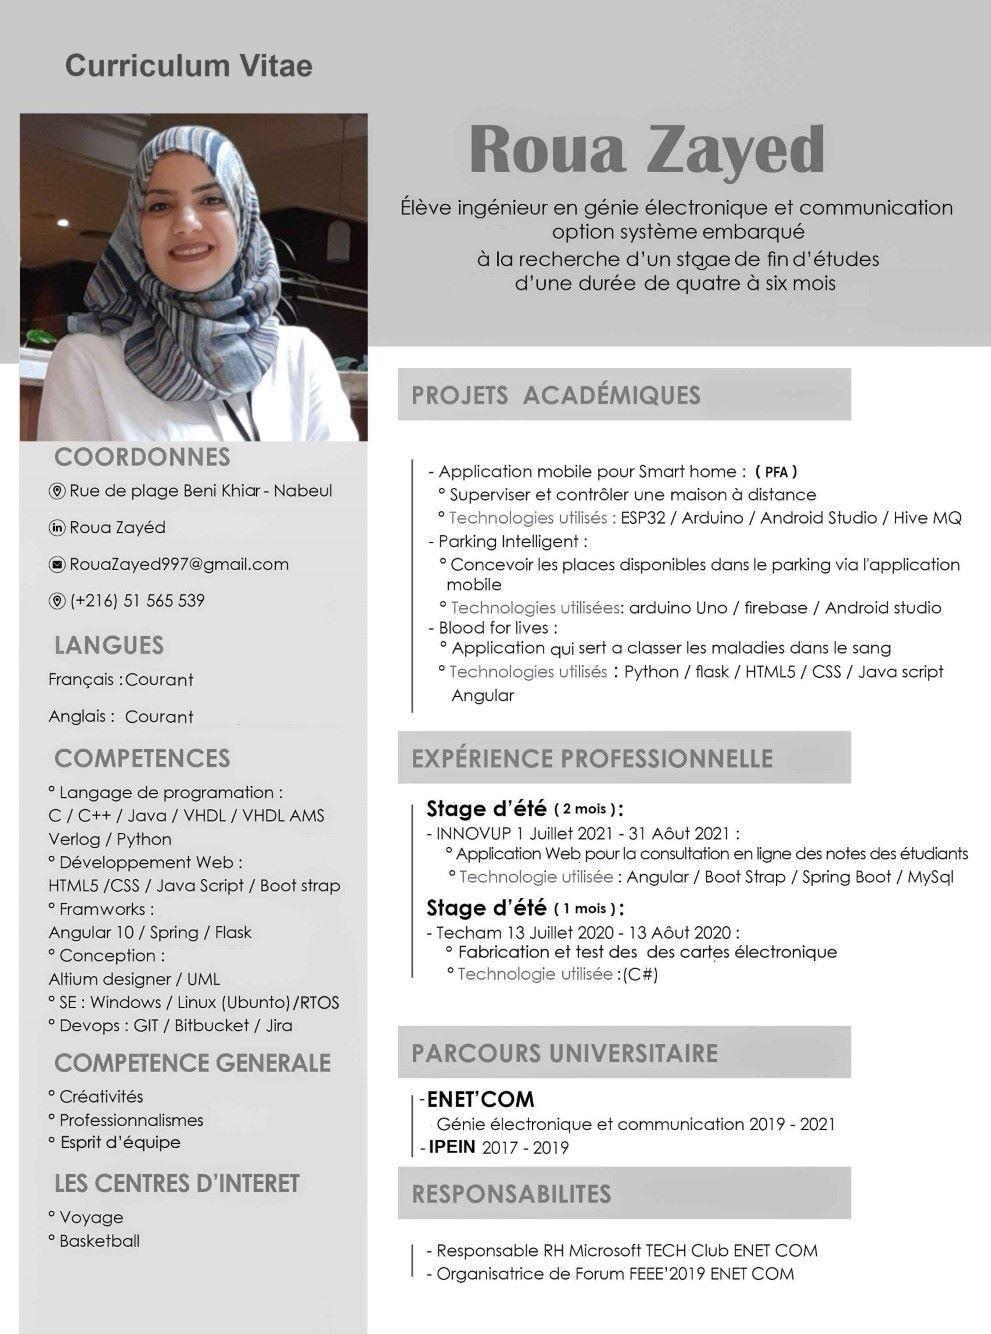 Curriculum Vitae
Roua Zayed
Élève ingénieur en génie électronique et communication
option système embarqué
à la recherche d'un stgae de fin d'études
d'une durée de quatre à six mois
COORDONNES
Rue de plage Beni Khiar - Nabeul
Roua Zayéd
RouaZayed997@gmail.com
(+216) 51 565 539
LANGUES
Français : Courant
Anglais : Courant
COMPETENCES
° Langage de programation :
C / C++ / Java / VHDL / VHDL AMS
Verlog / Python
° Développement Web :
HTML5 /CSS / Java Script / Boot strap
° Framworks :
Angular 10 / Spring / Flask
° Conception :
Altium designer / UML
° SE : Windows / Linux (Ubunto)/RTOS
° Devops : GIT / Bitbucket / Jira
COMPETENCE GENERALE
° Créativités
° Professionnalismes
° Esprit d'équipe
LES CENTRES D'INTERET
° Voyage
° Basketball
PROJETS ACADÉMIQUES
- Application mobile pour Smart home : ( PFA )
° Superviser et contrôler une maison à distance
° Technologies utilisés : ESP32 / Arduino / Android Studio / Hive MQ
- Parking Intelligent :
° Concevoir les places disponibles dans le parking via l'application
mobile
° Technologies utilisées: arduino Uno / firebase / Android studio
- Blood for lives :
° Application qui sert a classer les maladies dans le sang
° Technologies utilisés : Python / flask / HTML5 / CSS / Java script
Angular
EXPÉRIENCE PROFESSIONNELLE
Stage d'été ( 2 mois ) :
- INNOVUP 1 Juillet 2021 - 31 Aôut 2021 :
° Application Web pour la consultation en ligne des notes des étudiants
° Technologie utilisée : Angular / Boot Strap / Spring Boot / MySql
Stage d'été ( 1 mois ) :
- Techam 13 Juillet 2020 - 13 Aôut 2020 :
° Fabrication et test des des cartes électronique
° Technologie utilisée :(C#)
PARCOURS UNIVERSITAIRE
-ENET'COM
Génie électronique et communication 2019 - 2021
- IPEIN 2017 - 2019
RESPONSABILITES
- Responsable RH Microsoft TECH Club ENET COM
- Organisatrice de Forum FEEE'2019 ENET COM